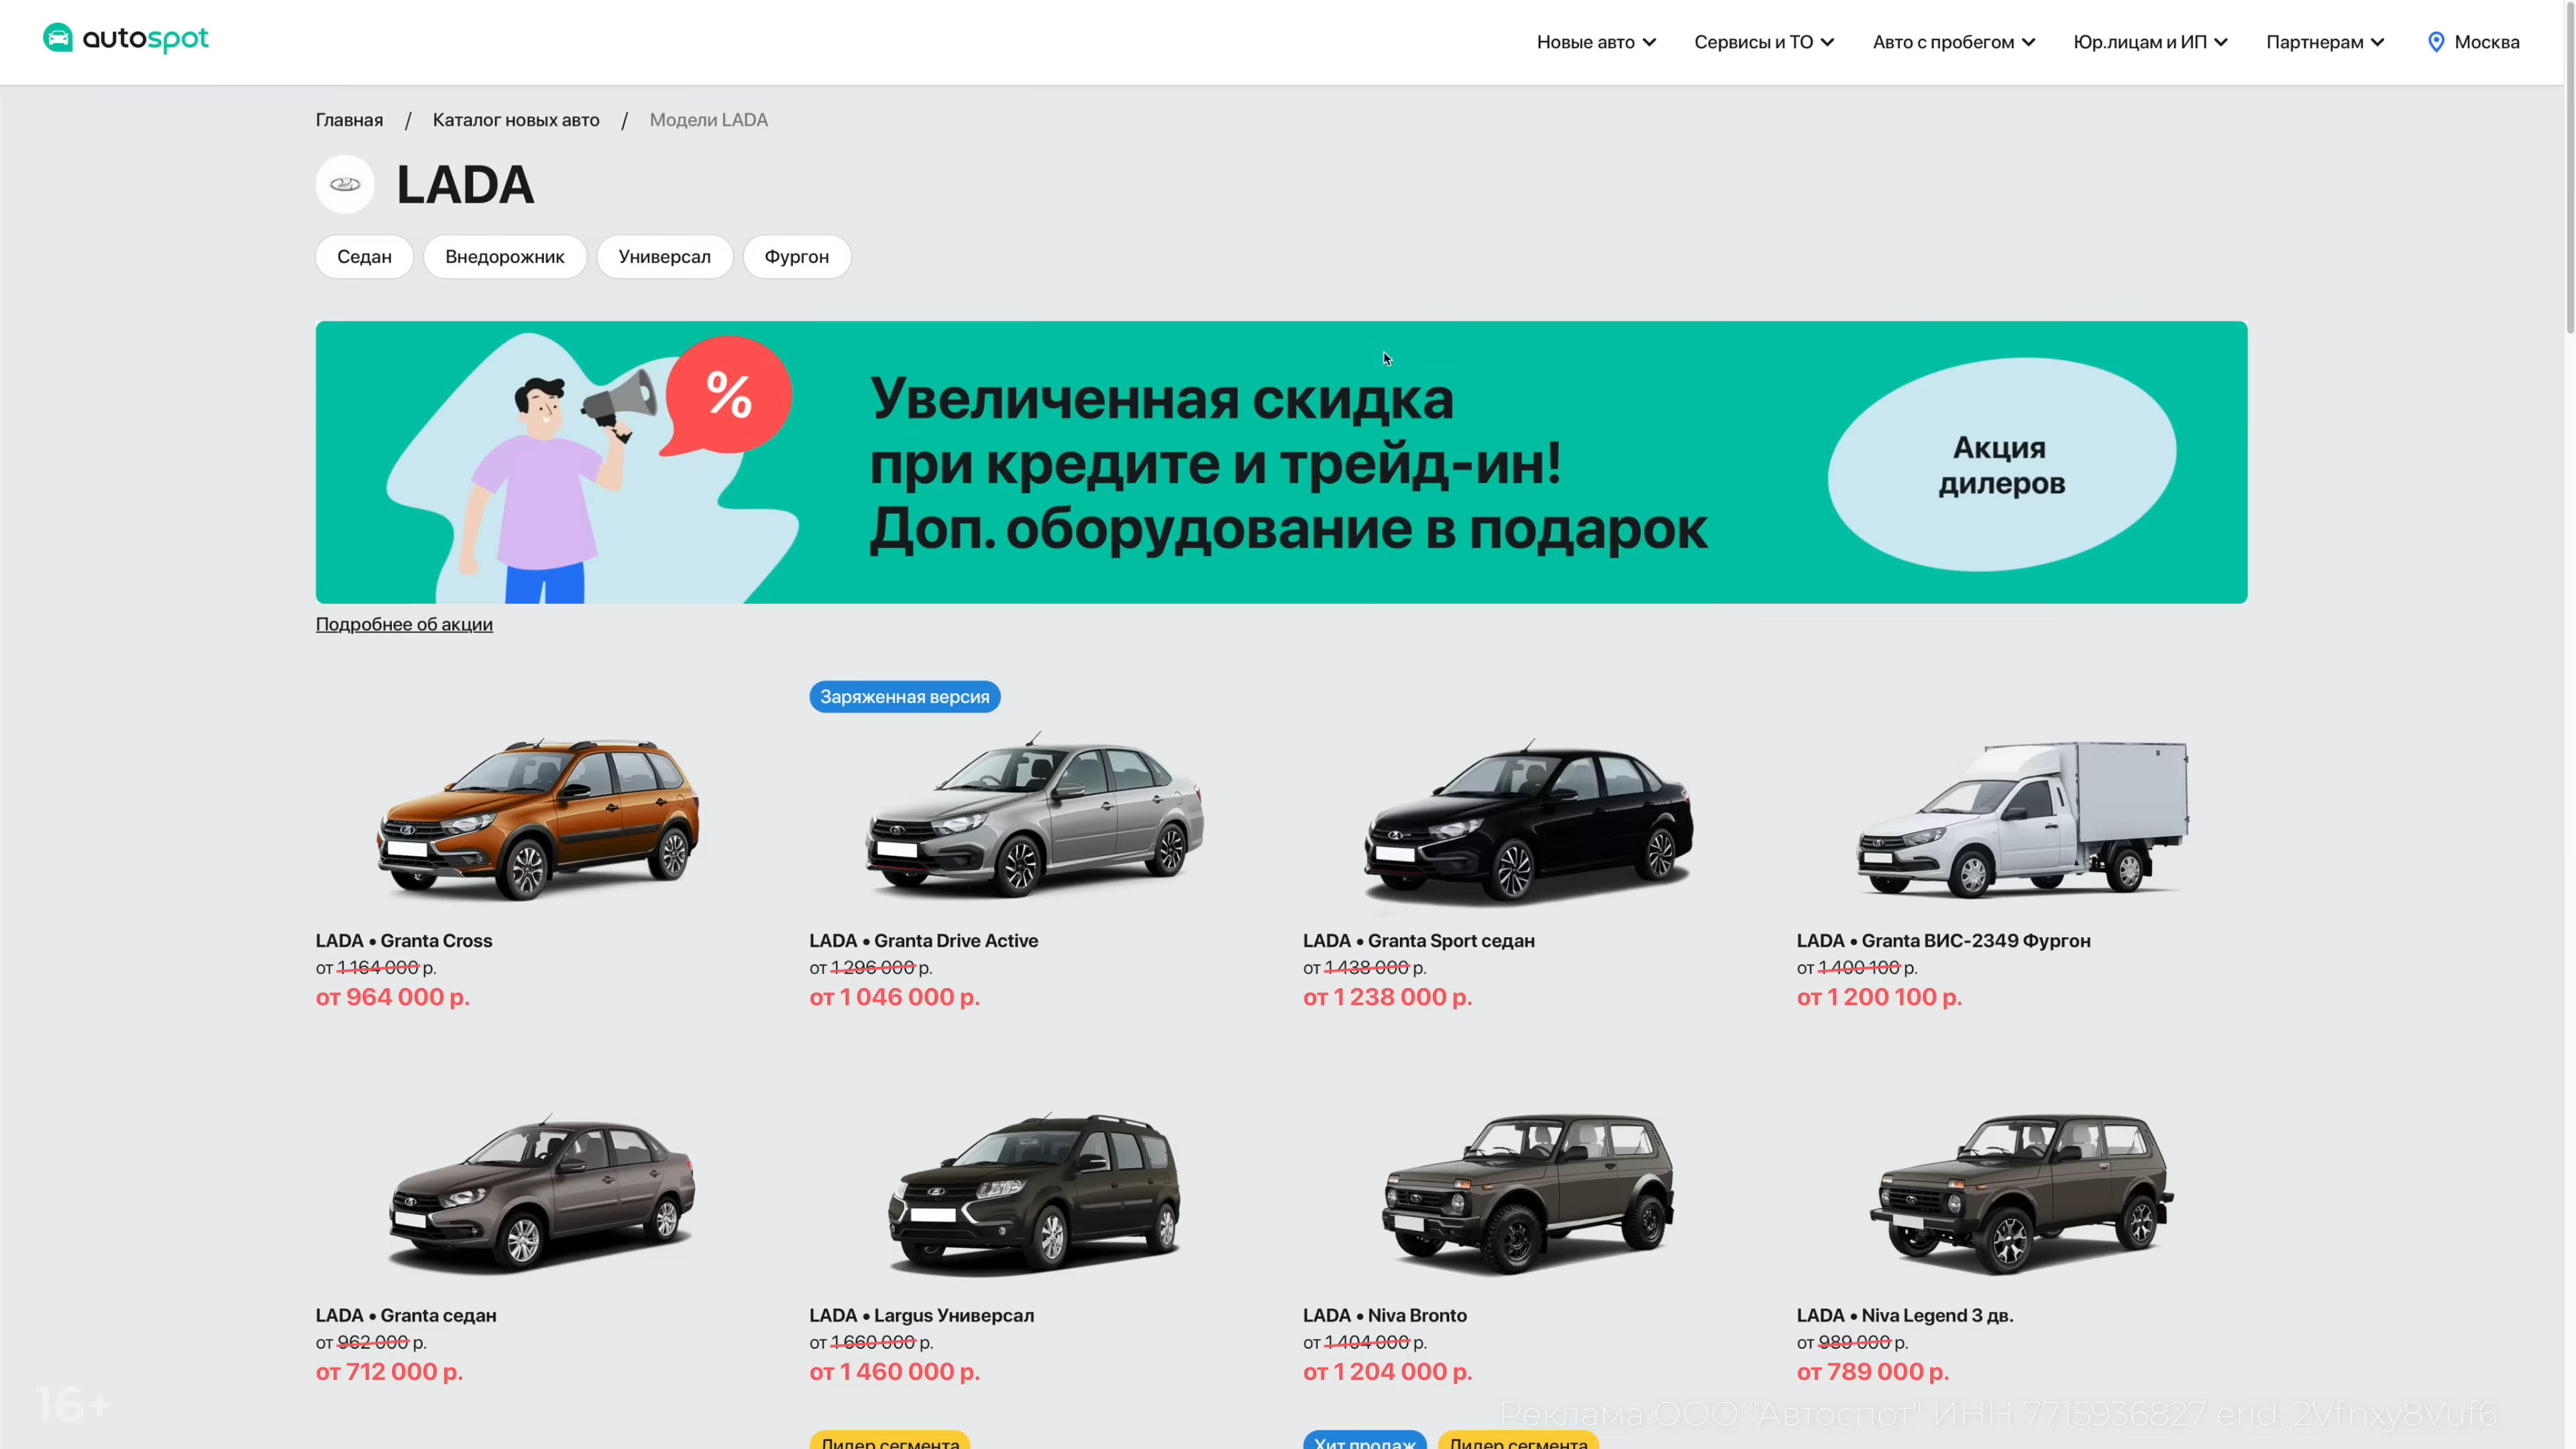 autospot
Новые авто
Сервисы и ТО
Авто с пробегом
Юр.лицам и ИП
Партнерам
Москва
Главная / Каталог новых авто / Модели LADA
LADA
Седан
Внедорожник
Универсал
Фургон
%
Увеличенная скидка
при кредите и трейд-ин!
Доп. оборудование в подарок
Акция
дилеров
Подробнее об акции
Заряженная версия
LADA • Granta Cross
от 1 164 000 р.
от 964 000 р.
LADA • Granta Drive Active
от 1 296 000 р.
от 1 046 000 р.
LADA • Granta Sport седан
от 1 438 000 р.
от 1 238 000 р.
LADA • Granta ВИС-2349 Фургон
от 1 400 100 р.
от 1 200 100 р.
LADA • Granta седан
от 962 000 р.
от 712 000 р.
LADA • Largus Универсал
от 1 660 000 р.
от 1 460 000 р.
LADA • Niva Bronto
от 1 404 000 р.
от 1 204 000 р.
LADA • Niva Legend 3 дв.
от 989 000 р.
от 789 000 р.
16+
Реклама ООО "Автоспот" ИНН 7715936827 erid: 2Vfnxy8Vuf6
Лидер сегмента
Хит продаж
Лидер сегмента